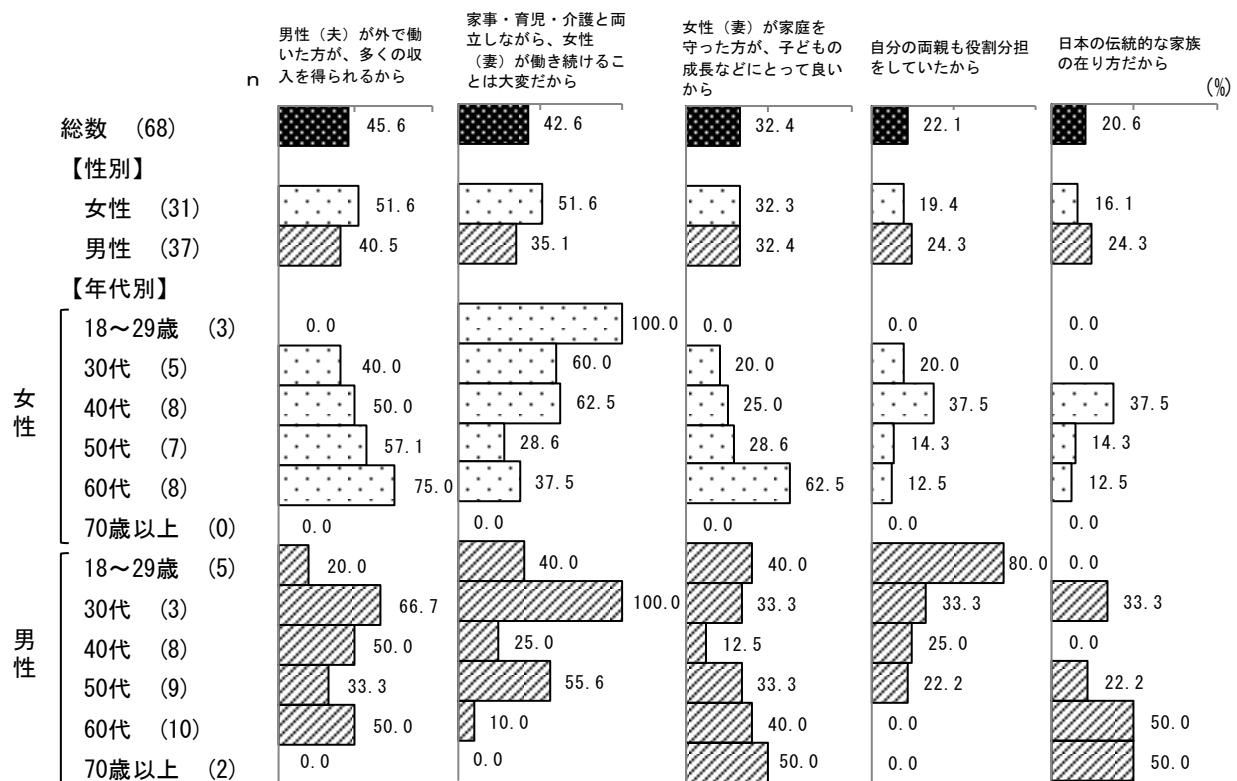 男性（夫）が外で働いた方が、多くの収入を得られるから
家事・育児・介護と両立しながら、女性（妻）が働き続けることは大変だから
女性（妻）が家庭を守った方が、子どもの成長などにとって良いから
自分の両親も役割分担をしていたから
日本の伝統的な家族の在り方だから
n
(%)
総数 (68) 45.6 42.6 32.4 22.1 20.6
【性別】
女性 (31) 51.6 51.6 32.3 19.4 16.1
男性 (37) 40.5 35.1 32.4 24.3 24.3
【年代別】
女性
18～29歳 (3) 0.0 100.0 0.0 0.0 0.0
30代 (5) 40.0 60.0 20.0 20.0 0.0
40代 (8) 50.0 62.5 25.0 37.5 37.5
50代 (7) 57.1 28.6 28.6 14.3 14.3
60代 (8) 75.0 37.5 62.5 12.5 12.5
70歳以上 (0) 0.0 0.0 0.0 0.0 0.0
男性
18～29歳 (5) 20.0 40.0 40.0 80.0 0.0
30代 (3) 66.7 100.0 33.3 33.3 33.3
40代 (8) 50.0 25.0 12.5 25.0 0.0
50代 (9) 33.3 55.6 33.3 22.2 22.2
60代 (10) 50.0 10.0 40.0 0.0 50.0
70歳以上 (2) 0.0 0.0 50.0 0.0 50.0